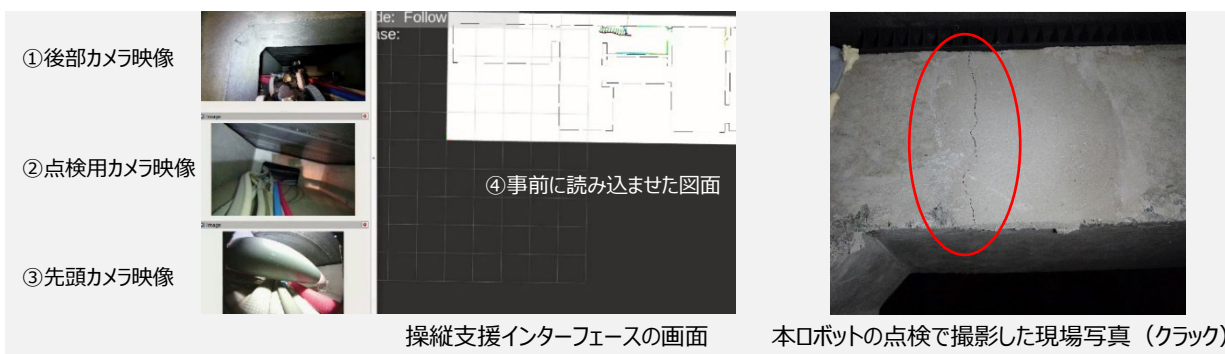 ①後部カメラ映像
②点検用カメラ映像
③先頭カメラ映像
de: Follow
ase:
Image
Image
④事前に読み込ませた図面
操縦支援インターフェースの画面
本ロボットの点検で撮影した現場写真（クラック）